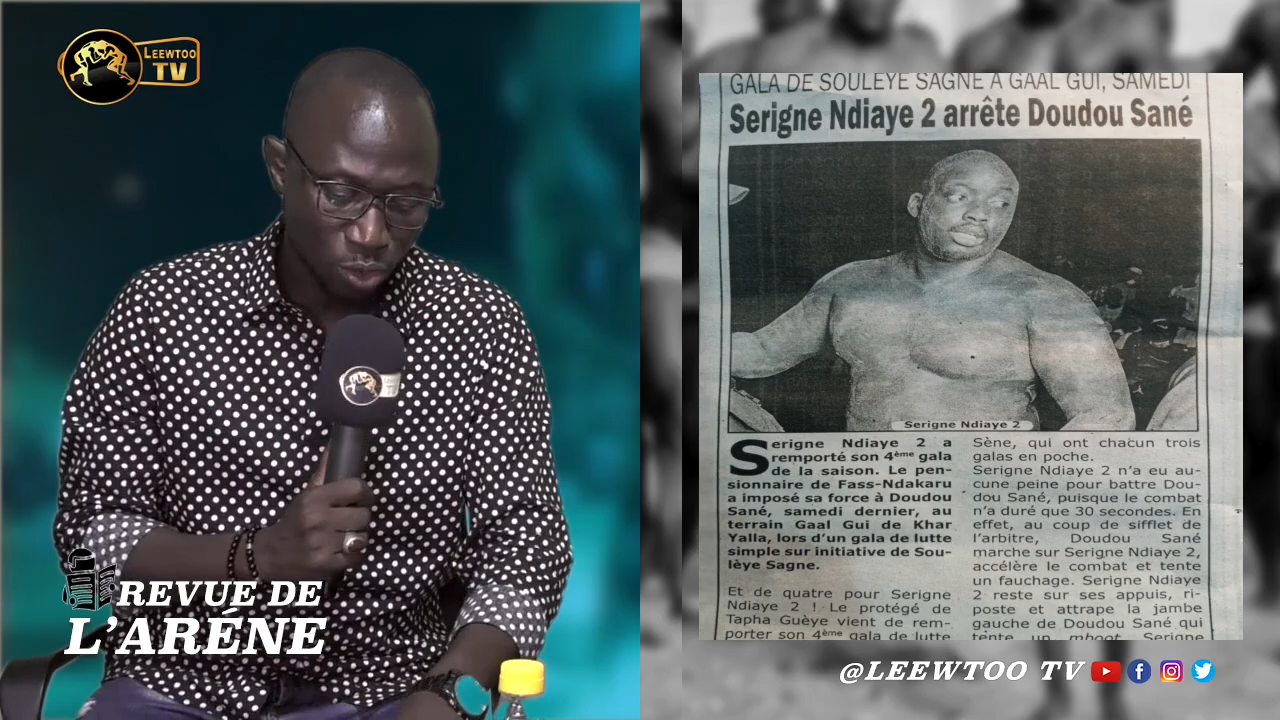 LEEWTOO
TV
REVUE DE
L'ARÉNE
GALA DE SOULEYE SAGNE A GAAL GUI, SAMEDI
Serigne Ndiaye 2 arrête Doudou Sané
Serigne Ndiaye 2
Serigne Ndiaye 2 a
remporté son 4ème gala
de la saison. Le pen-
sionnaire de Fass-Ndakaru
a imposé sa force à Doudou
Sané, samedi dernier, au
terrain Gaal Gui de Khar
Yalla, lors d'un gala de lutte
simple sur initiative de Sou-
lèye Sagne.
Et de quatre pour Serigne
Ndiaye 2 ! Le protégé de
Tapha Guèye vient de rem-
porter son 4ème gala de lutte
Sène, qui ont chacun trois
galas en poche.
Serigne Ndiaye 2 n'a eu au-
cune peine pour battre Dou-
dou Sané, puisque le combat
n'a duré que 30 secondes. En
effet, au coup de sifflet de
l'arbitre, Doudou Sané
marche sur Serigne Ndiaye 2,
accélère le combat et tente
un fauchage. Serigne Ndiaye
2 reste sur ses appuis, ri-
poste et attrape la jambe
gauche de Doudou Sané qui
tente un mboot. Serigne
@LEEWTOO TV